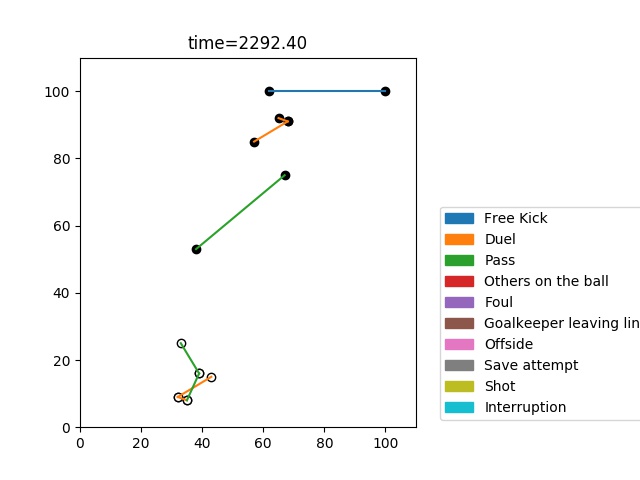 time=2292.40
100
80
60
40
20
0
0 20 40 60 80 100
Free Kick
Duel
Pass
Others on the ball
Foul
Goalkeeper leaving lin
Offside
Save attempt
Shot
Interruption